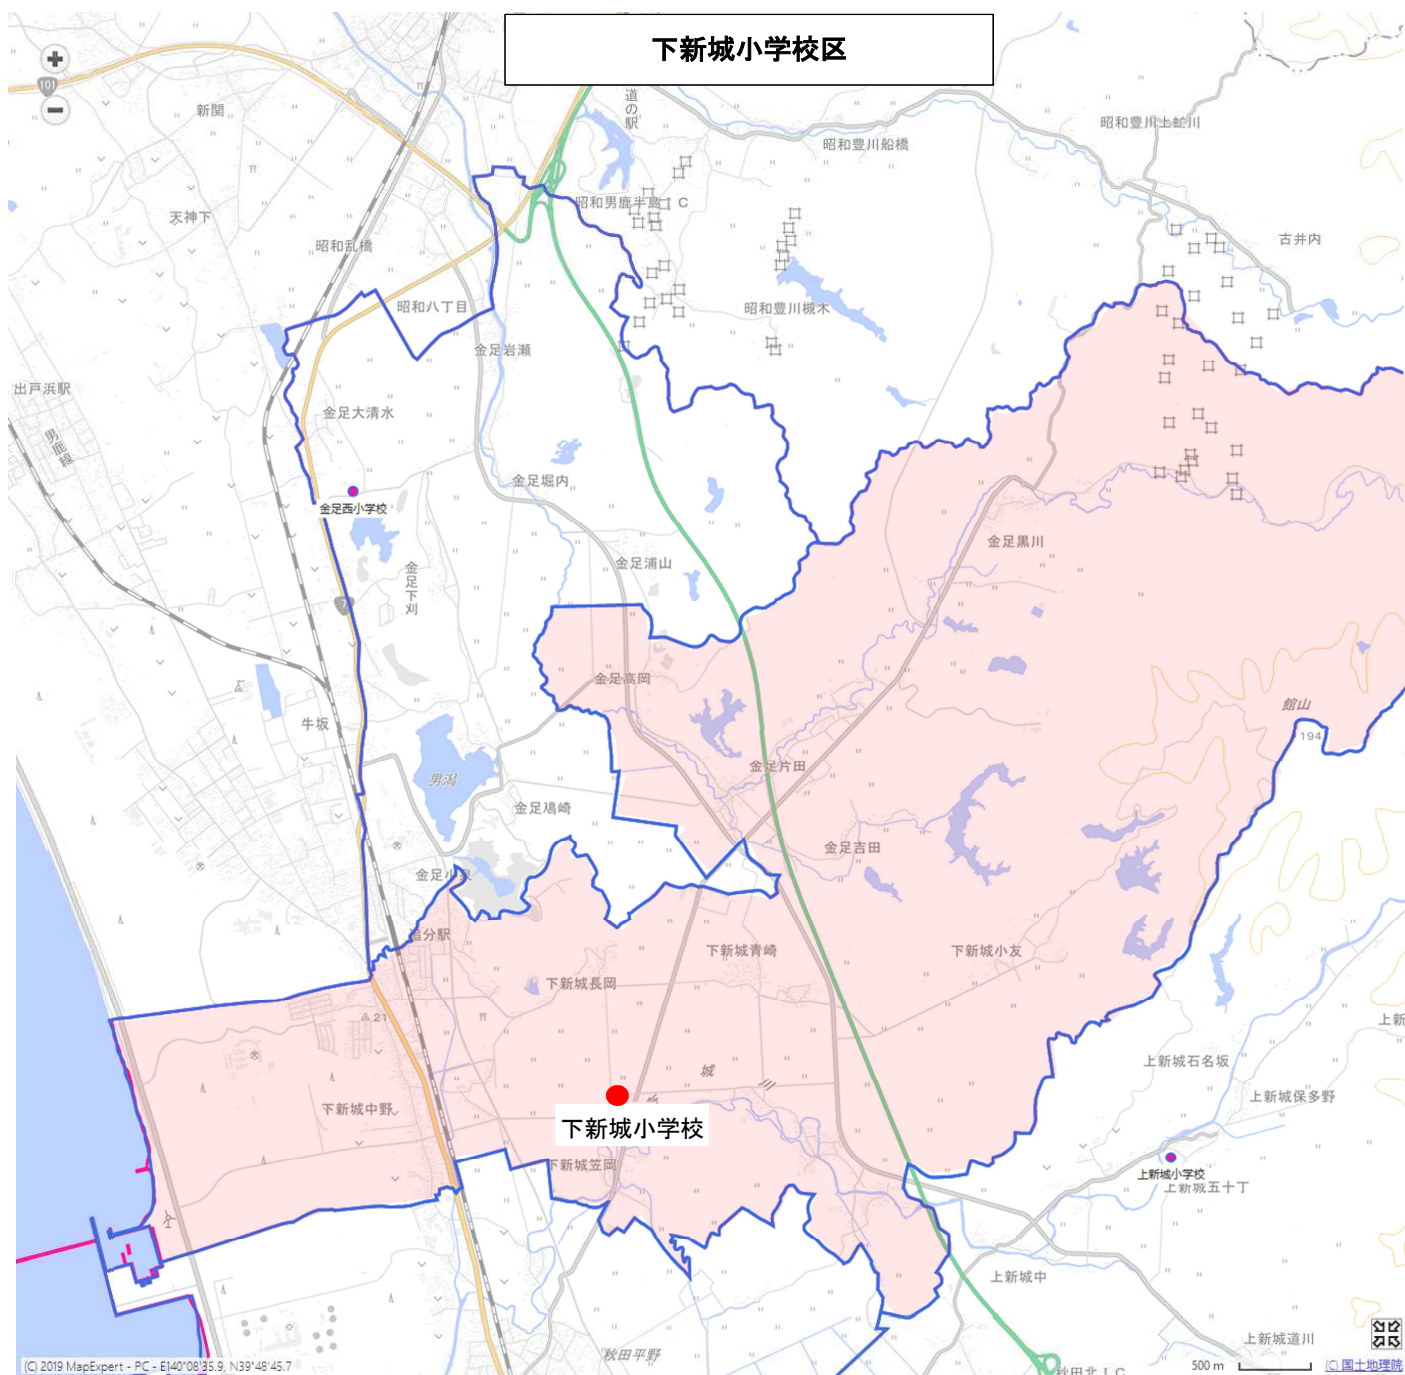 下新城小学校区
101
新関
道の駅
昭和豊川船橋
昭和豊川上虻川
天神下
昭和乱橋
昭和男鹿半島IC
古井内
昭和八丁目
昭和豊川槻木
金足岩瀬
出戸浜駅
男鹿線
金足大清水
金足堀内
金足西小学校
金足黒川
金足浦山
金足下刈
7
金足高岡
館山
194
牛坂
男潟
金足片田
金足鳰崎
金足吉田
金足小泉
追分駅
下新城青崎
下新城小友
下新城長岡
21
上新城石名坂
城
川
上新城保多野
下新城中野
下新城小学校
下新城笠岡
上新城小学校
上新城五十丁
上新城中
上新城道川
秋田平野
秋田北IC
500 m
(C) 国土地理院
(C) 2019 MapExpert - PC - E140°08'35.9, N39°48'45.7